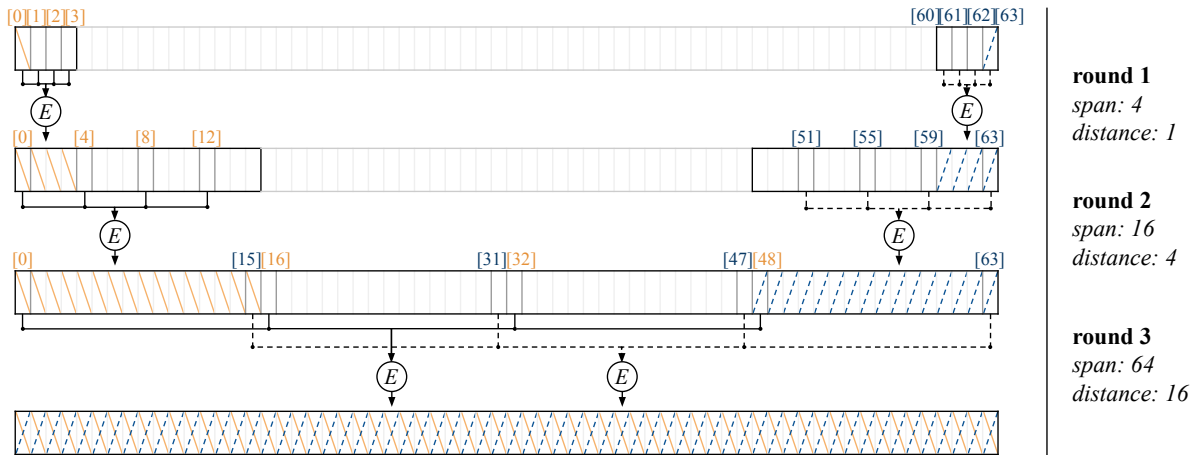 [0][1][2][3] [60][61][62][63]
E E
round 1
span: 4
distance: 1
[0] [4] [8] [12] [51] [55] [59] [63]
E E
round 2
span: 16
distance: 4
[0] [15][16] [31][32] [47][48] [63]
E E
round 3
span: 64
distance: 16